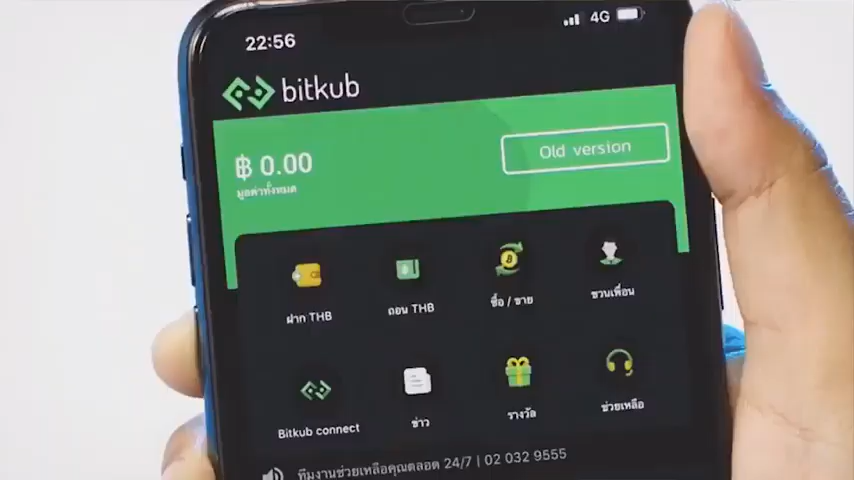 22:56
4G
bitkub
฿ 0.00
Old version
มูลค่าทั้งหมด
ฝาก THB
ถอน THB
ซื้อ / ขาย
ชวนเพื่อน
Bitkub connect
ข่าว
รางวัล
ช่วยเหลือ
ทีมงานช่วยเหลือคุณตลอด 24/7 | 02 032 9555